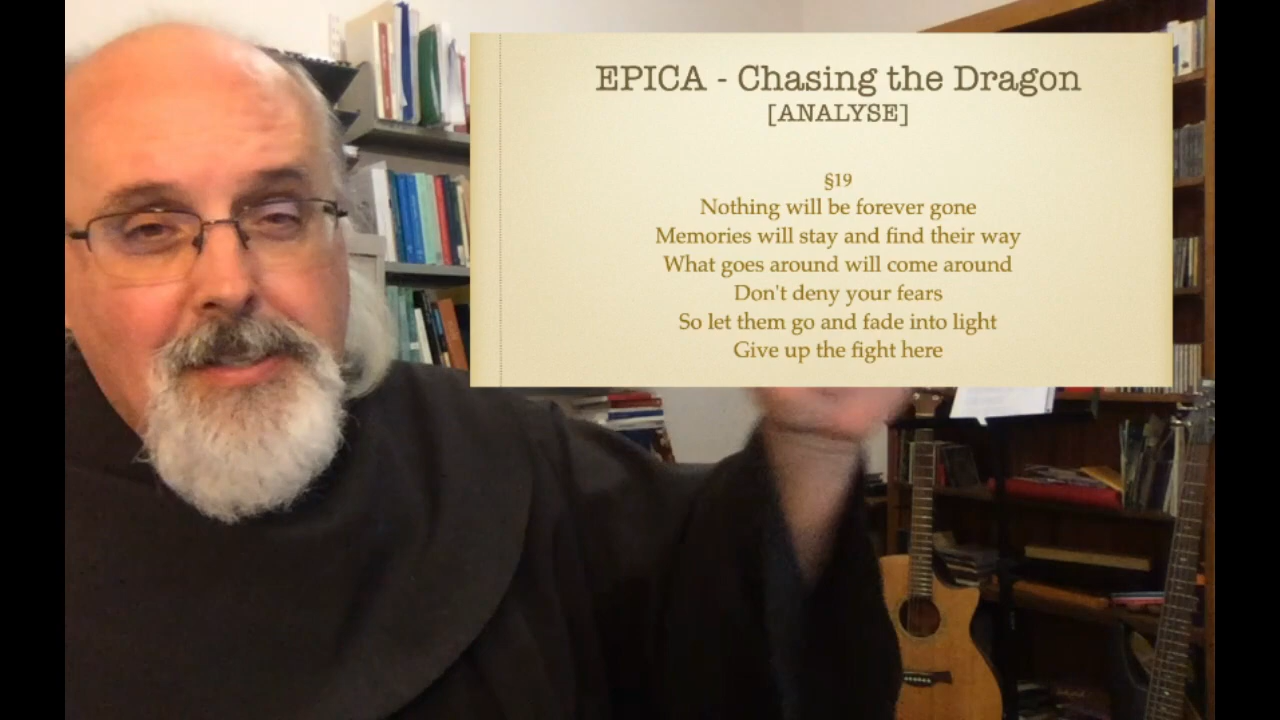 EPICA - Chasing the Dragon
[ANALYSE]
§19
Nothing will be forever gone
Memories will stay and find their way
What goes around will come around
Don't deny your fears
So let them go and fade into light
Give up the fight here